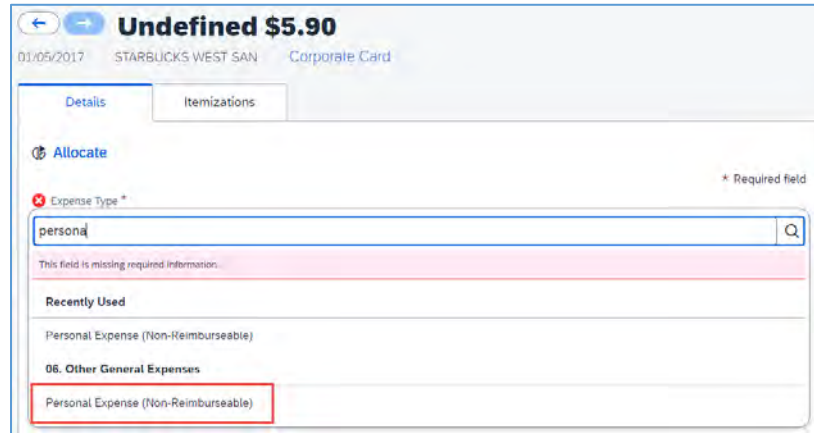 Undefined $5.90
01/05/2017 STARBUCKS WEST SAN Corporate Card
Details Itemizations
Allocate
* Required field
Expense Type *
persona
This field is missing required information.
Recently Used
Personal Expense (Non-Reimburseable)
06. Other General Expenses
Personal Expense (Non-Reimburseable)